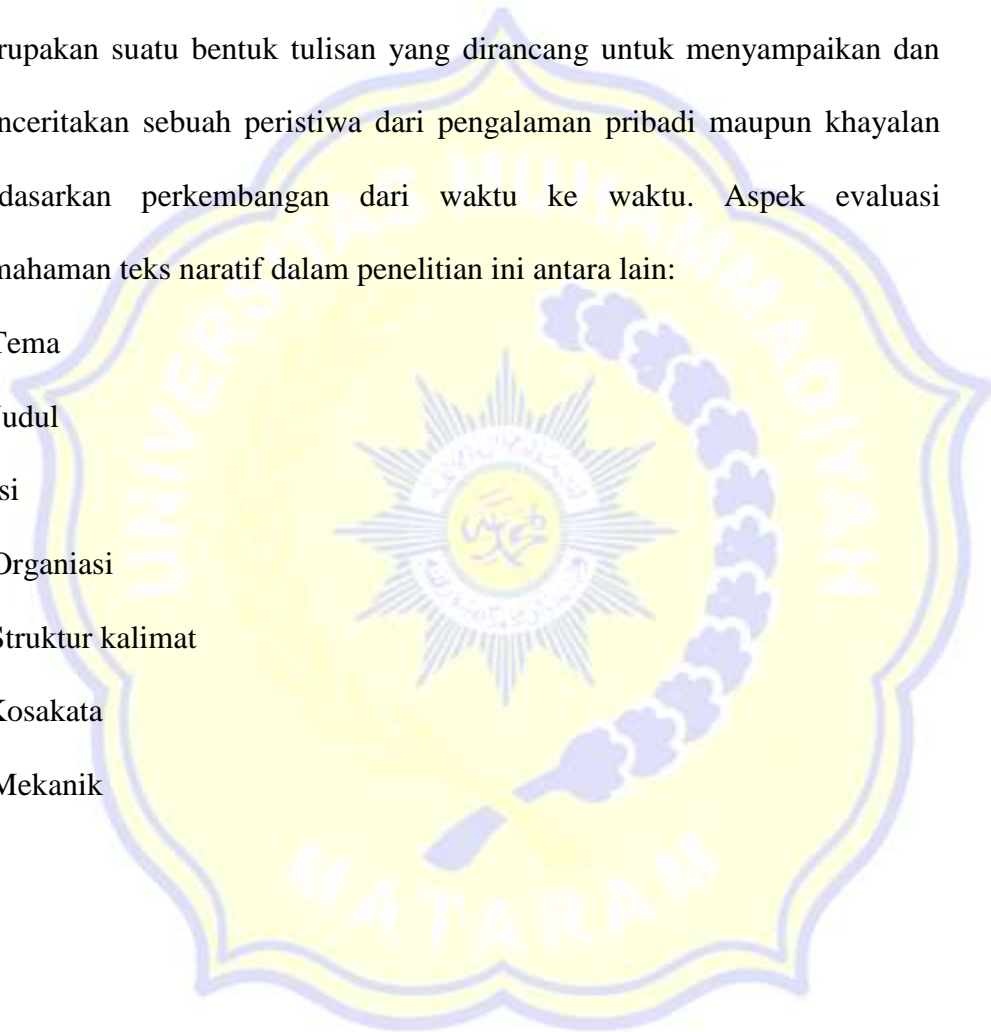 rupakan suatu bentuk tulisan yang dirancang untuk menyampaikan dan
nceritakan sebuah peristiwa dari pengalaman pribadi maupun khayalan
dasarkan perkembangan dari waktu ke waktu. Aspek evaluasi
mahaman teks naratif dalam penelitian ini antara lain:
Tema
Judul
si
Organiasi
Struktur kalimat
Kosakata
Mekanik
UNIVERSITAS MUHAMMADIYAH
MATARAM